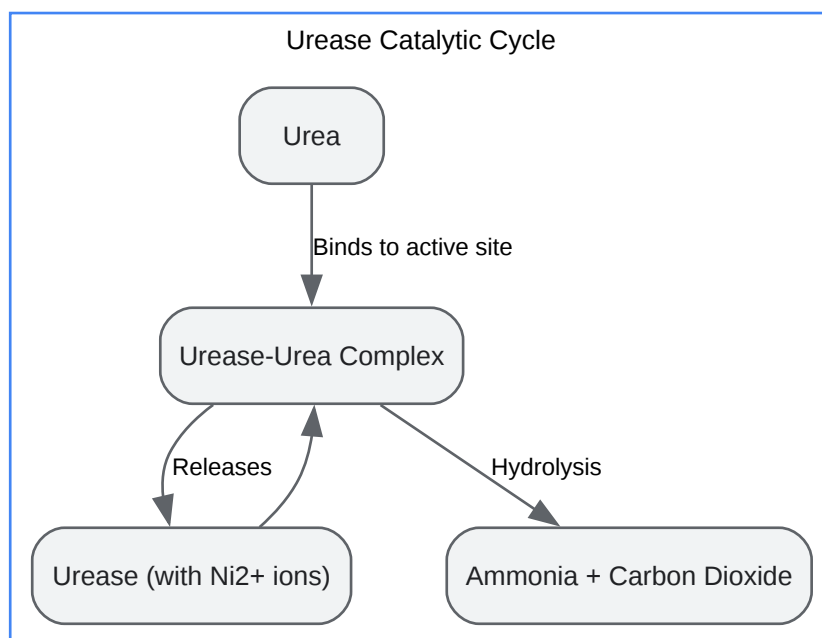 Urease Catalytic Cycle
Urea
Binds to active site
Urease-Urea Complex
Releases
Hydrolysis
Urease (with Ni2+ ions)
Ammonia + Carbon Dioxide